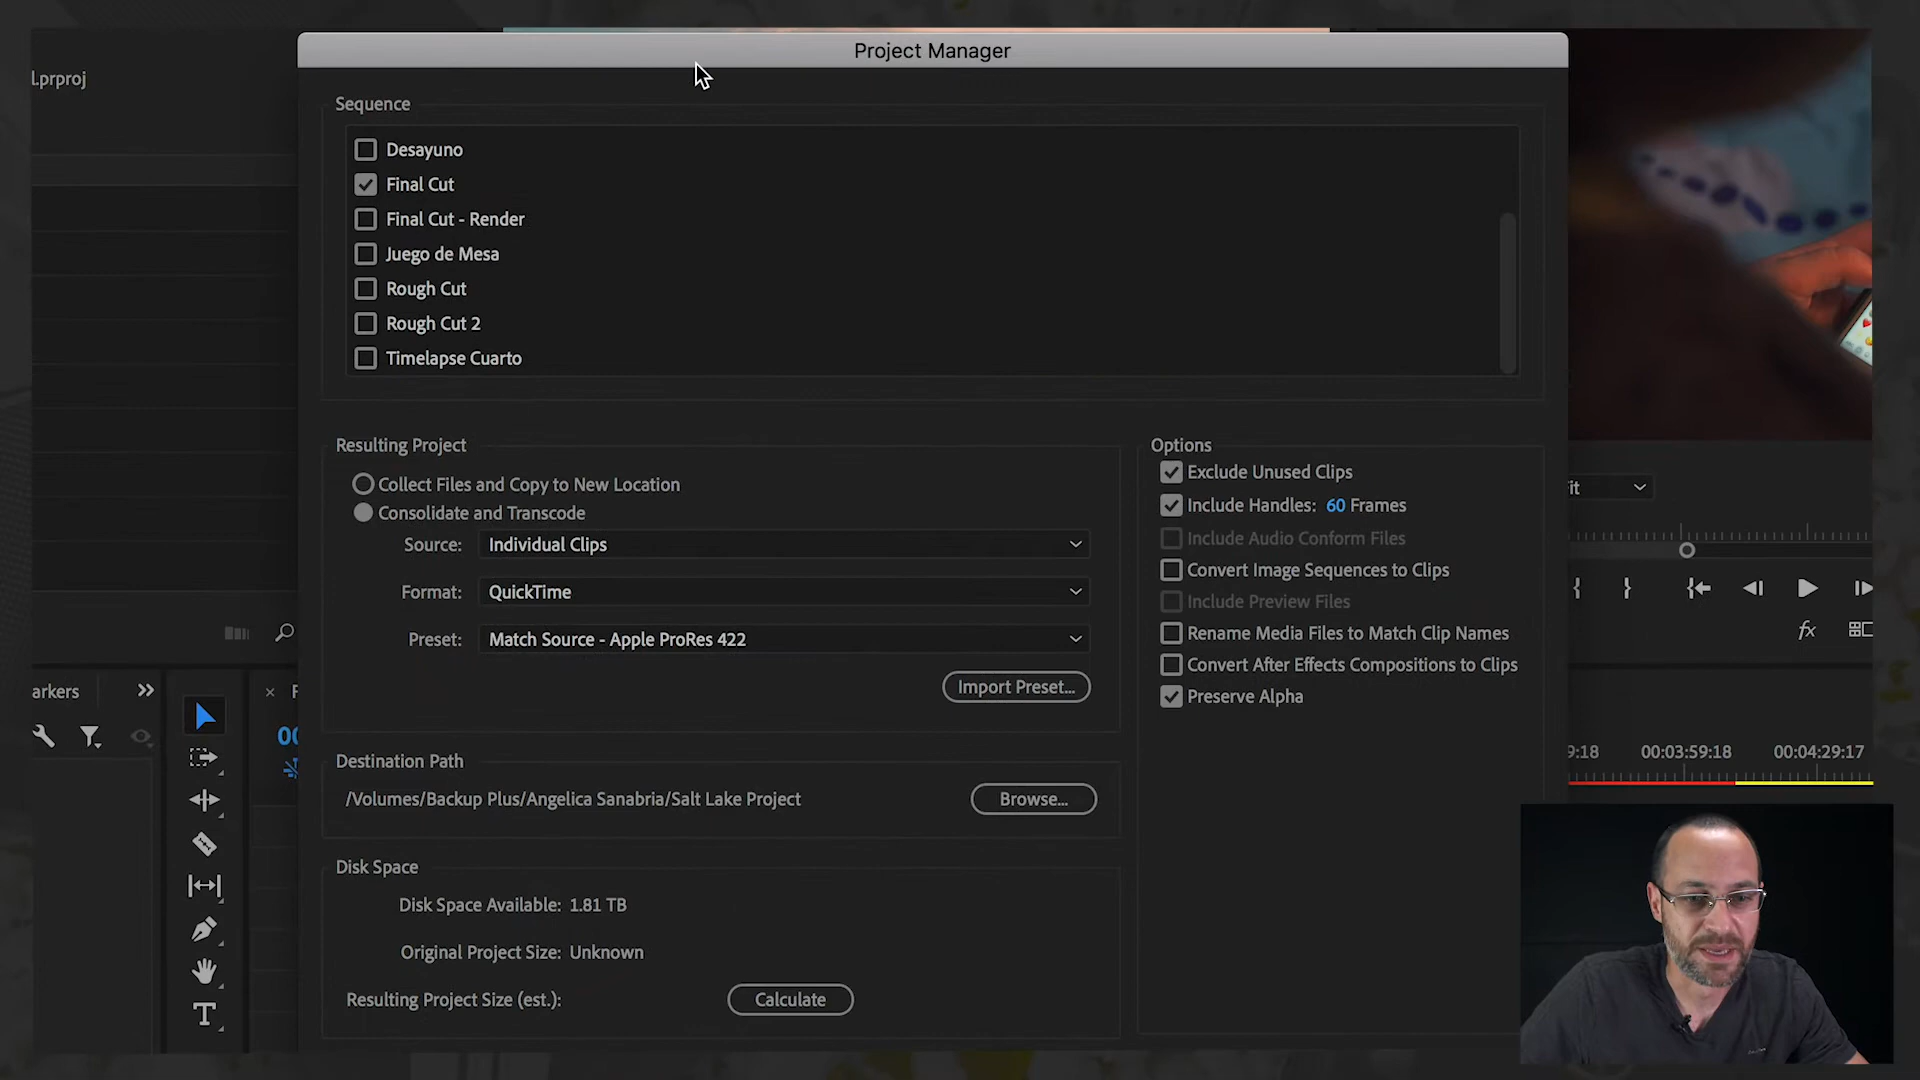 Project Manager
l.prproj
Sequence
Desayuno
Final Cut
Final Cut - Render
Juego de Mesa
Rough Cut
Rough Cut 2
Timelapse Cuarto
Resulting Project
Collect Files and Copy to New Location
Consolidate and Transcode
Source: Individual Clips
Format: QuickTime
Preset: Match Source - Apple ProRes 422
Import Preset...
Options
Exclude Unused Clips
Include Handles: 60 Frames
Include Audio Conform Files
Convert Image Sequences to Clips
Include Preview Files
Rename Media Files to Match Clip Names
Convert After Effects Compositions to Clips
Preserve Alpha
Destination Path
/Volumes/Backup Plus/Angelica Sanabria/Salt Lake Project
Browse...
Disk Space
Disk Space Available: 1.81 TB
Original Project Size: Unknown
Resulting Project Size (est.):
Calculate
it
fx
arkers
F
00
9:18 00:03:59:18 00:04:29:17